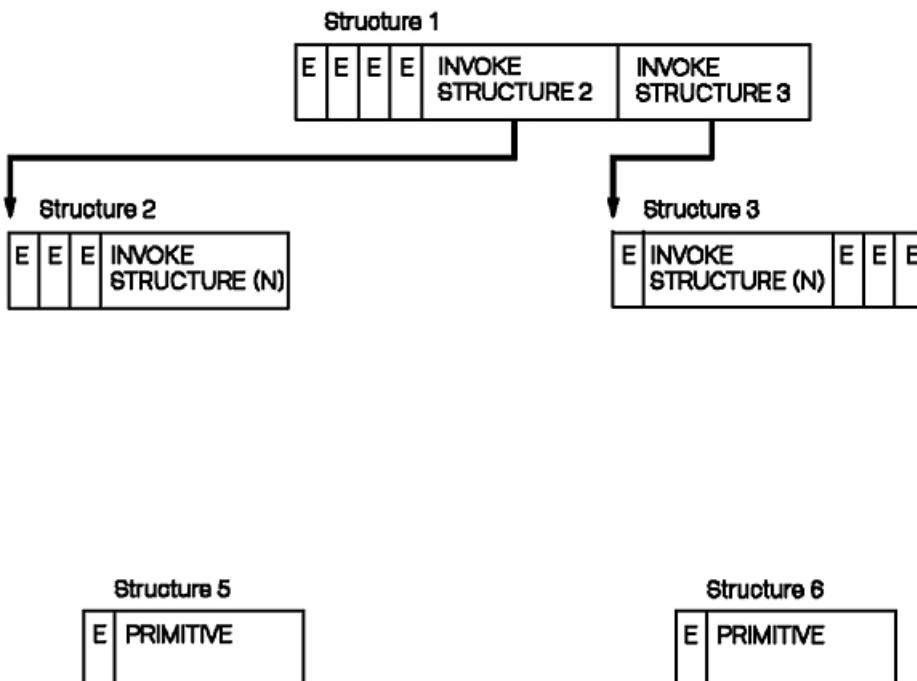 Structure 1
E E E E INVOKE INVOKE
STRUCTURE 2 STRUCTURE 3
Structure 2 Structure 3
E E E INVOKE E INVOKE E E E
STRUCTURE (N) STRUCTURE (N)
Structure 5 Structure 6
E PRIMITIVE E PRIMITIVE